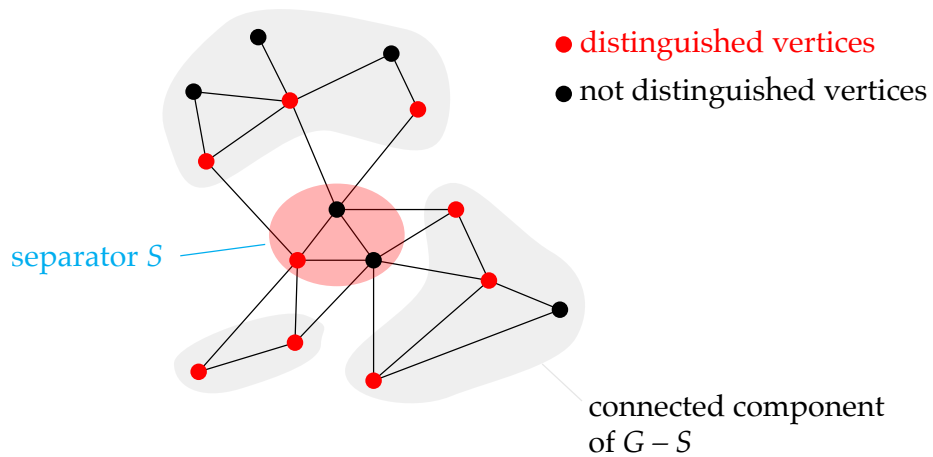 distinguished vertices
not distinguished vertices
separator S
connected component
of G – S